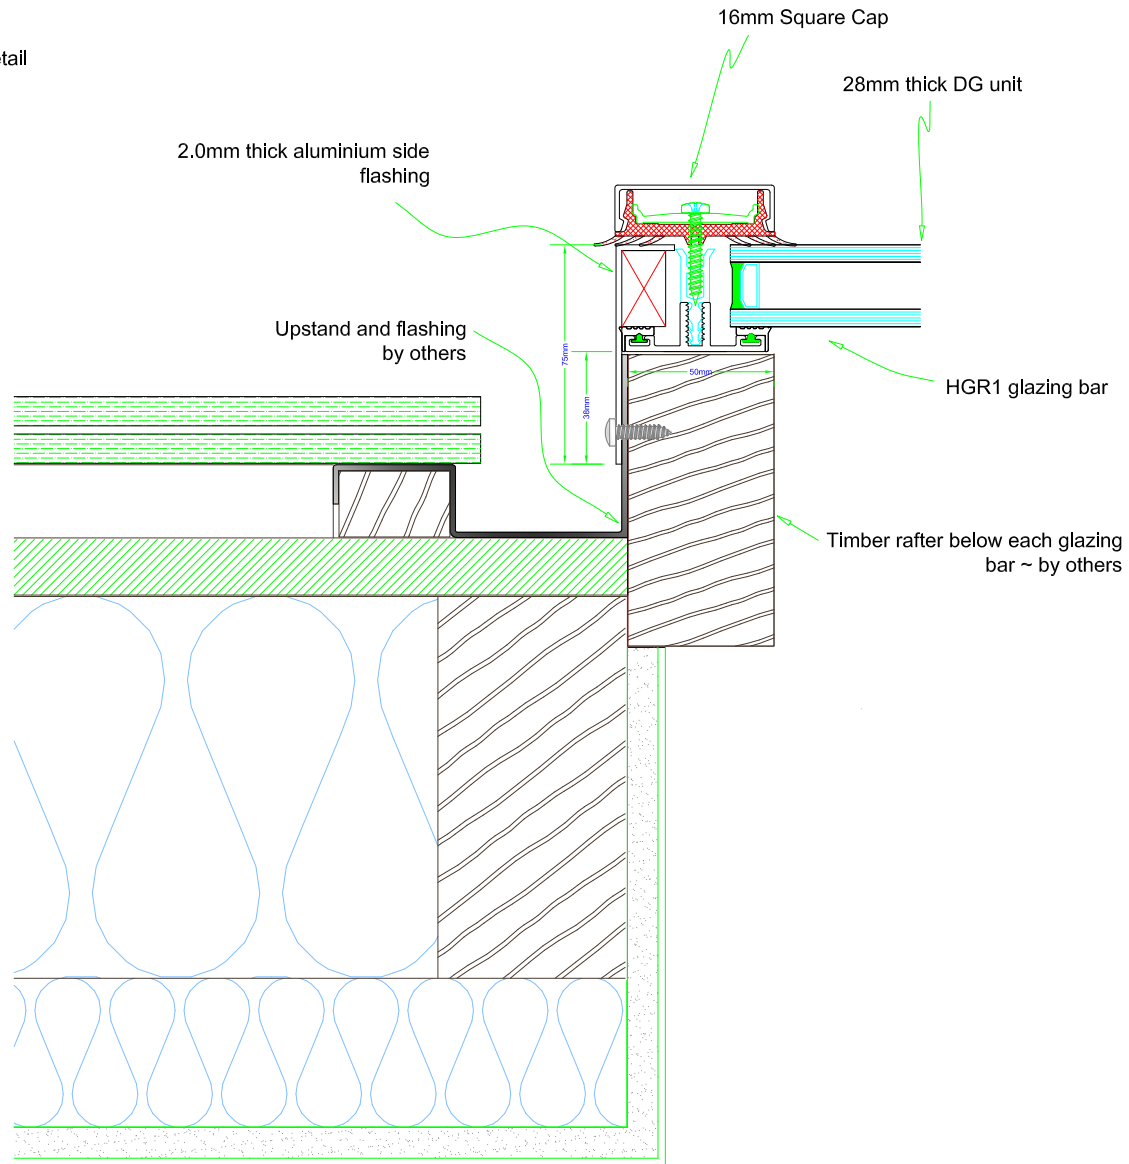 16mm Square Cap
etail
28mm thick DG unit
2.0mm thick aluminium side
flashing
Upstand and flashing
by others
75mm
50mm
38mm
HGR1 glazing bar
Timber rafter below each glazing
bar ~ by others